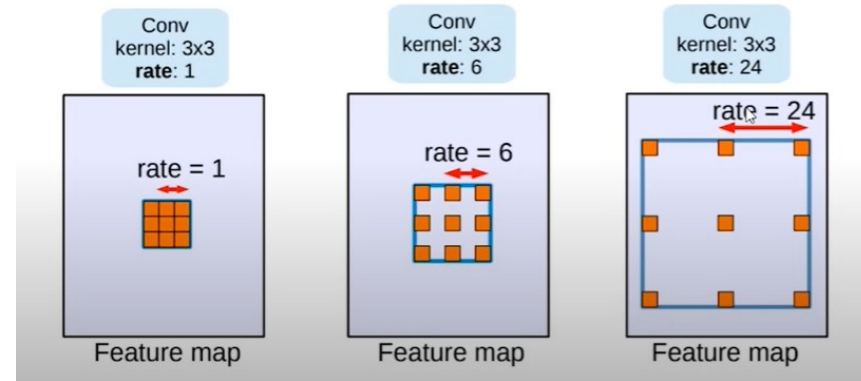 Conv
kernel: 3x3
rate: 1
Conv
kernel: 3x3
rate: 6
Conv
kernel: 3x3
rate: 24
rate = 1
rate = 6
rate = 24
Feature map
Feature map
Feature map